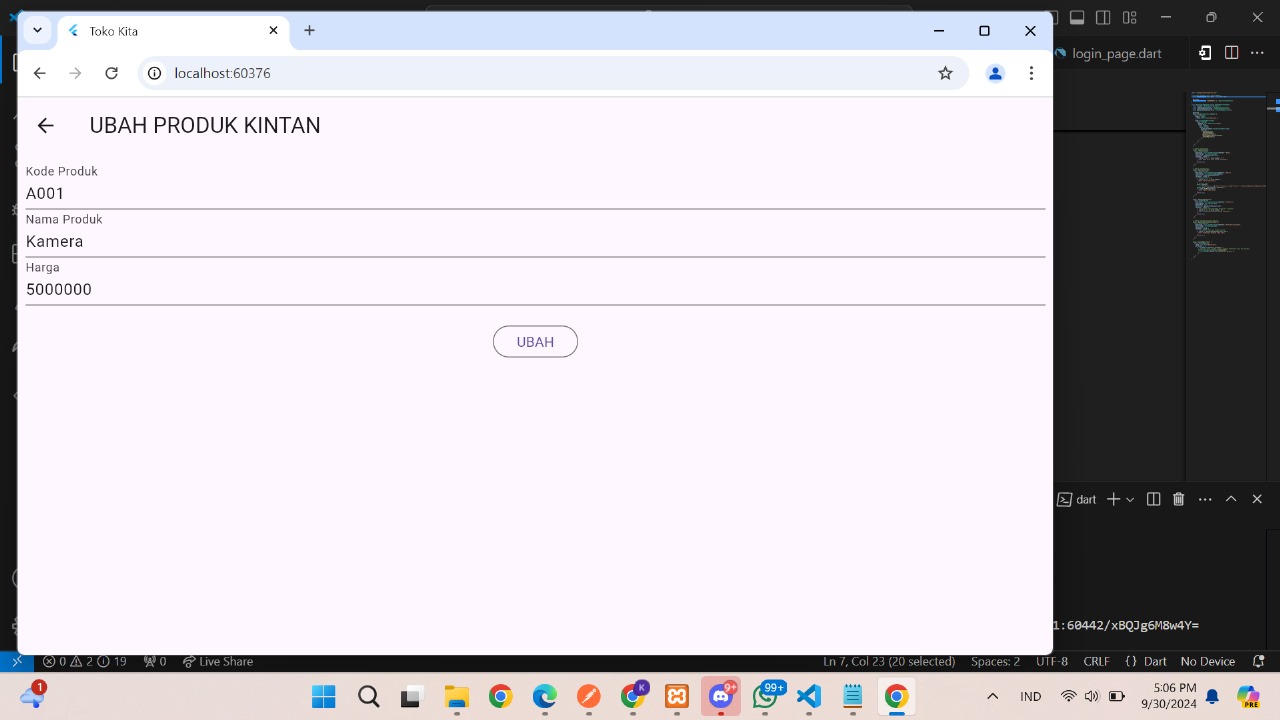 Toko Kita
login_page.dart
localhost:60376
UBAH PRODUK KINTAN
Kode Produk
A001
Nama Produk
Kamera
Harga
5000000
UBAH
dart
1:60442/xBQJg6M8w4Y=
0 2 19 0 Live Share
Ln 7, Col 23 (20 selected) Spaces: 2 UTF-8 CRLF {} Dart No Device
1
K
9+
99+
IND
5:06 PM
9/30/2024
PRE